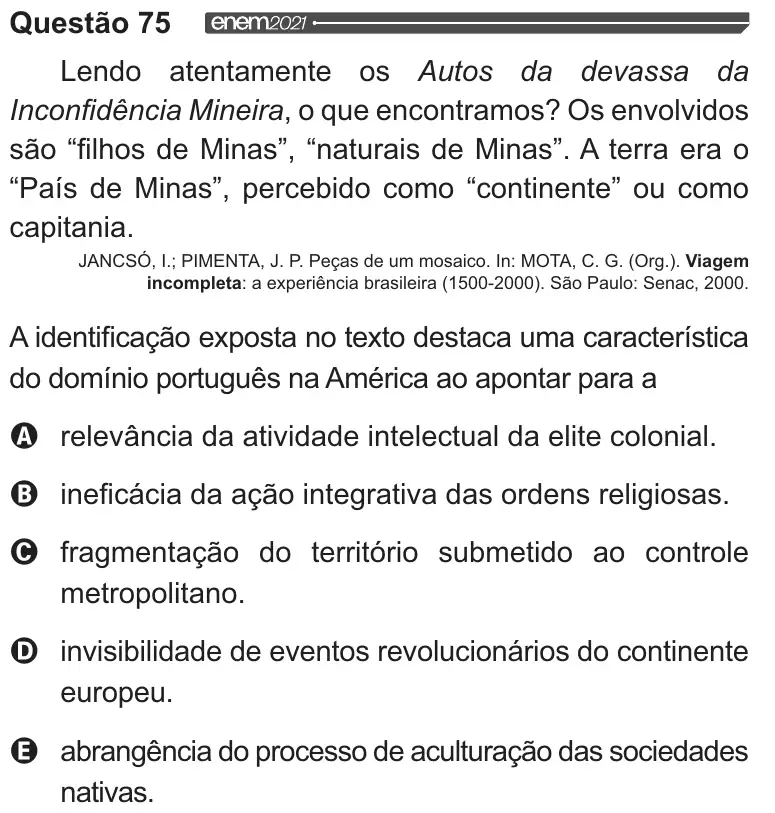 Questão 75 enem2021
Lendo atentamente os Autos da devassa da
Inconfidência Mineira, o que encontramos? Os envolvidos
são “filhos de Minas”, “naturais de Minas”. A terra era o
“País de Minas”, percebido como “continente” ou como
capitania.
JANCSÓ, I.; PIMENTA, J. P. Peças de um mosaico. In: MOTA, C. G. (Org.). Viagem
incompleta: a experiência brasileira (1500-2000). São Paulo: Senac, 2000.
A identificação exposta no texto destaca uma característica
do domínio português na América ao apontar para a
A relevância da atividade intelectual da elite colonial.
B ineficácia da ação integrativa das ordens religiosas.
C fragmentação do território submetido ao controle
metropolitano.
D invisibilidade de eventos revolucionários do continente
europeu.
E abrangência do processo de aculturação das sociedades
nativas.